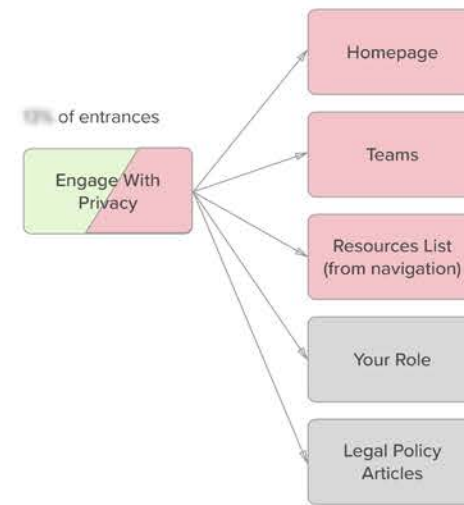 Homepage
of entrances
Teams
Engage With
Privacy
Resources List
(from navigation)
Your Role
Legal Policy
Articles